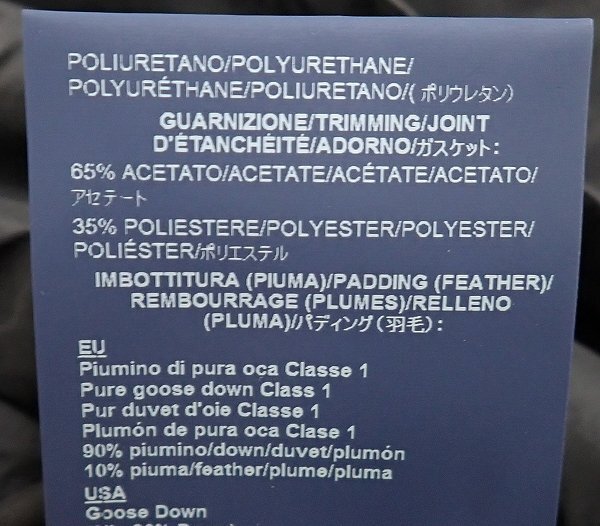 POLIURETANO/POLYURETHANE/
POLYURÉTHANE/POLIURETANO/(ポリウレタン)
GUARNIZIONE/TRIMMING/JOINT
D'ÉTANCHÉITÉ/ADORNO/ガスケット:
65% ACETATO/ACETATE/ACÉTATE/ACETATO/
アセテート
35% POLIESTERE/POLYESTER/POLYESTER/
POLIÉSTER/ポリエステル
IMBOTTITURA (PIUMA)/PADDING (FEATHER)/
REMBOURRAGE (PLUMES)/RELLENO
(PLUMA)/パディング(羽毛):
EU
Piumino di pura oca Classe 1
Pure goose down Class 1
Pur duvet d'oie Classe 1
Plumón de pura oca Clase 1
90% piumino/down/duvet/plumón
10% piuma/feather/plume/pluma
USA
Goose Down